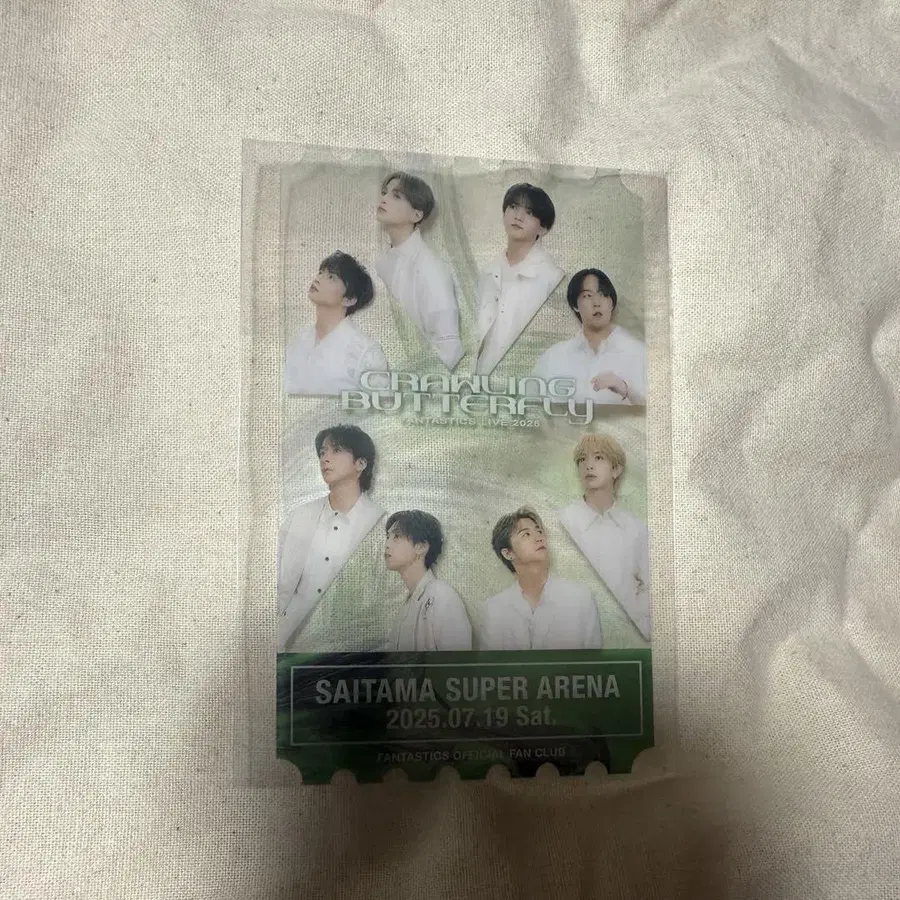 CRAWLING
BUTTERFLY
FANTASTICS LIVE 2025
SAITAMA SUPER ARENA
2025.07.19 Sat.
FANTASTICS OFFICIAL FAN CLUB